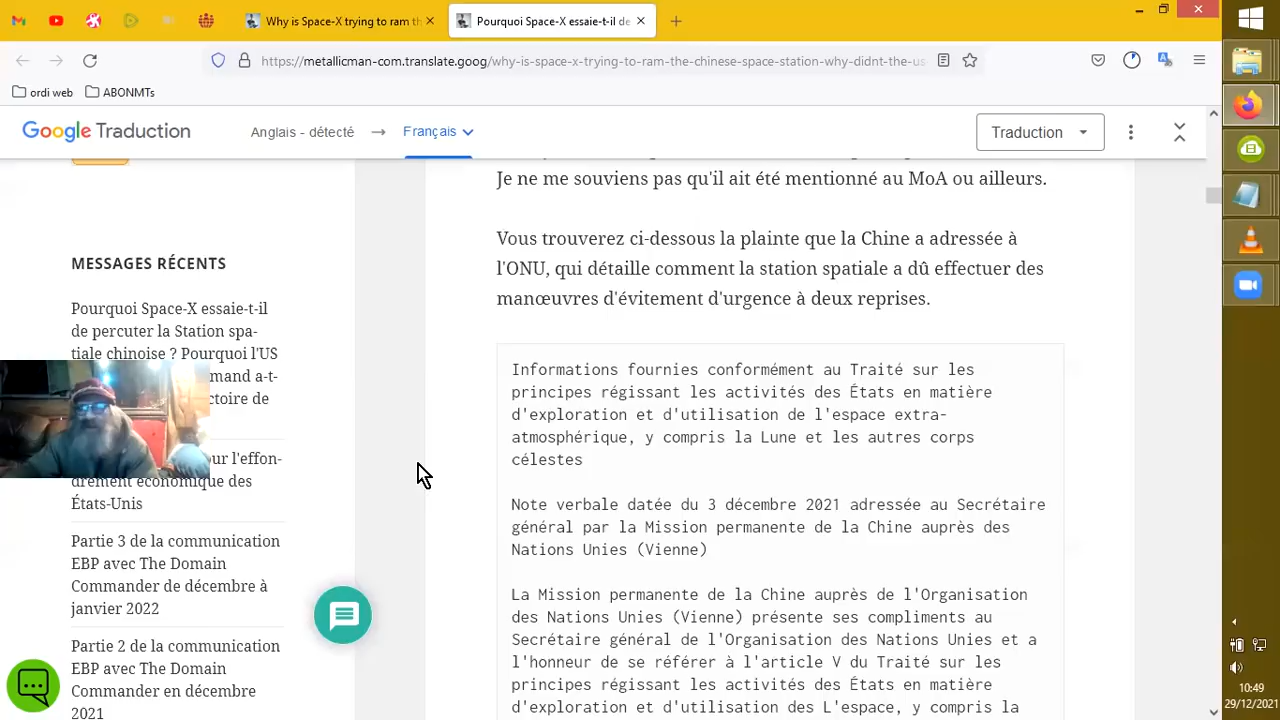 Why is Space-X trying to ram th
Pourquoi Space-X essaie-t-il de
https://metallicman-com.translate.goog/why-is-space-x-trying-to-ram-the-chinese-space-station-why-didnt-the-us
ordi web
ABONMTs
Google Traduction
Anglais - détecté
Français
Traduction
Je ne me souviens pas qu'il ait été mentionné au MoA ou ailleurs.
Vous trouverez ci-dessous la plainte que la Chine a adressée à
l'ONU, qui détaille comment la station spatiale a dû effectuer des
manœuvres d'évitement d'urgence à deux reprises.
MESSAGES RÉCENTS
Pourquoi Space-X essaie-t-il
de percuter la Station spa-
tiale chinoise ? Pourquoi l'US
mand a-t-
ctoire de
ur l'effon-
drement économique des
États-Unis
Partie 3 de la communication
EBP avec The Domain
Commander de décembre à
janvier 2022
Partie 2 de la communication
EBP avec The Domain
Commander en décembre
2021
Informations fournies conformément au Traité sur les
principes régissant les activités des États en matière
d'exploration et d'utilisation de l'espace extra-
atmosphérique, y compris la Lune et les autres corps
célestes
Note verbale datée du 3 décembre 2021 adressée au Secrétaire
général par la Mission permanente de la Chine auprès des
Nations Unies (Vienne)
La Mission permanente de la Chine auprès de l'Organisation
des Nations Unies (Vienne) présente ses compliments au
Secrétaire général de l'Organisation des Nations Unies et a
l'honneur de se référer à l'article V du Traité sur les
principes régissant les activités des États en matière
d'exploration et d'utilisation des L'espace, y compris la
10:49
29/12/2021